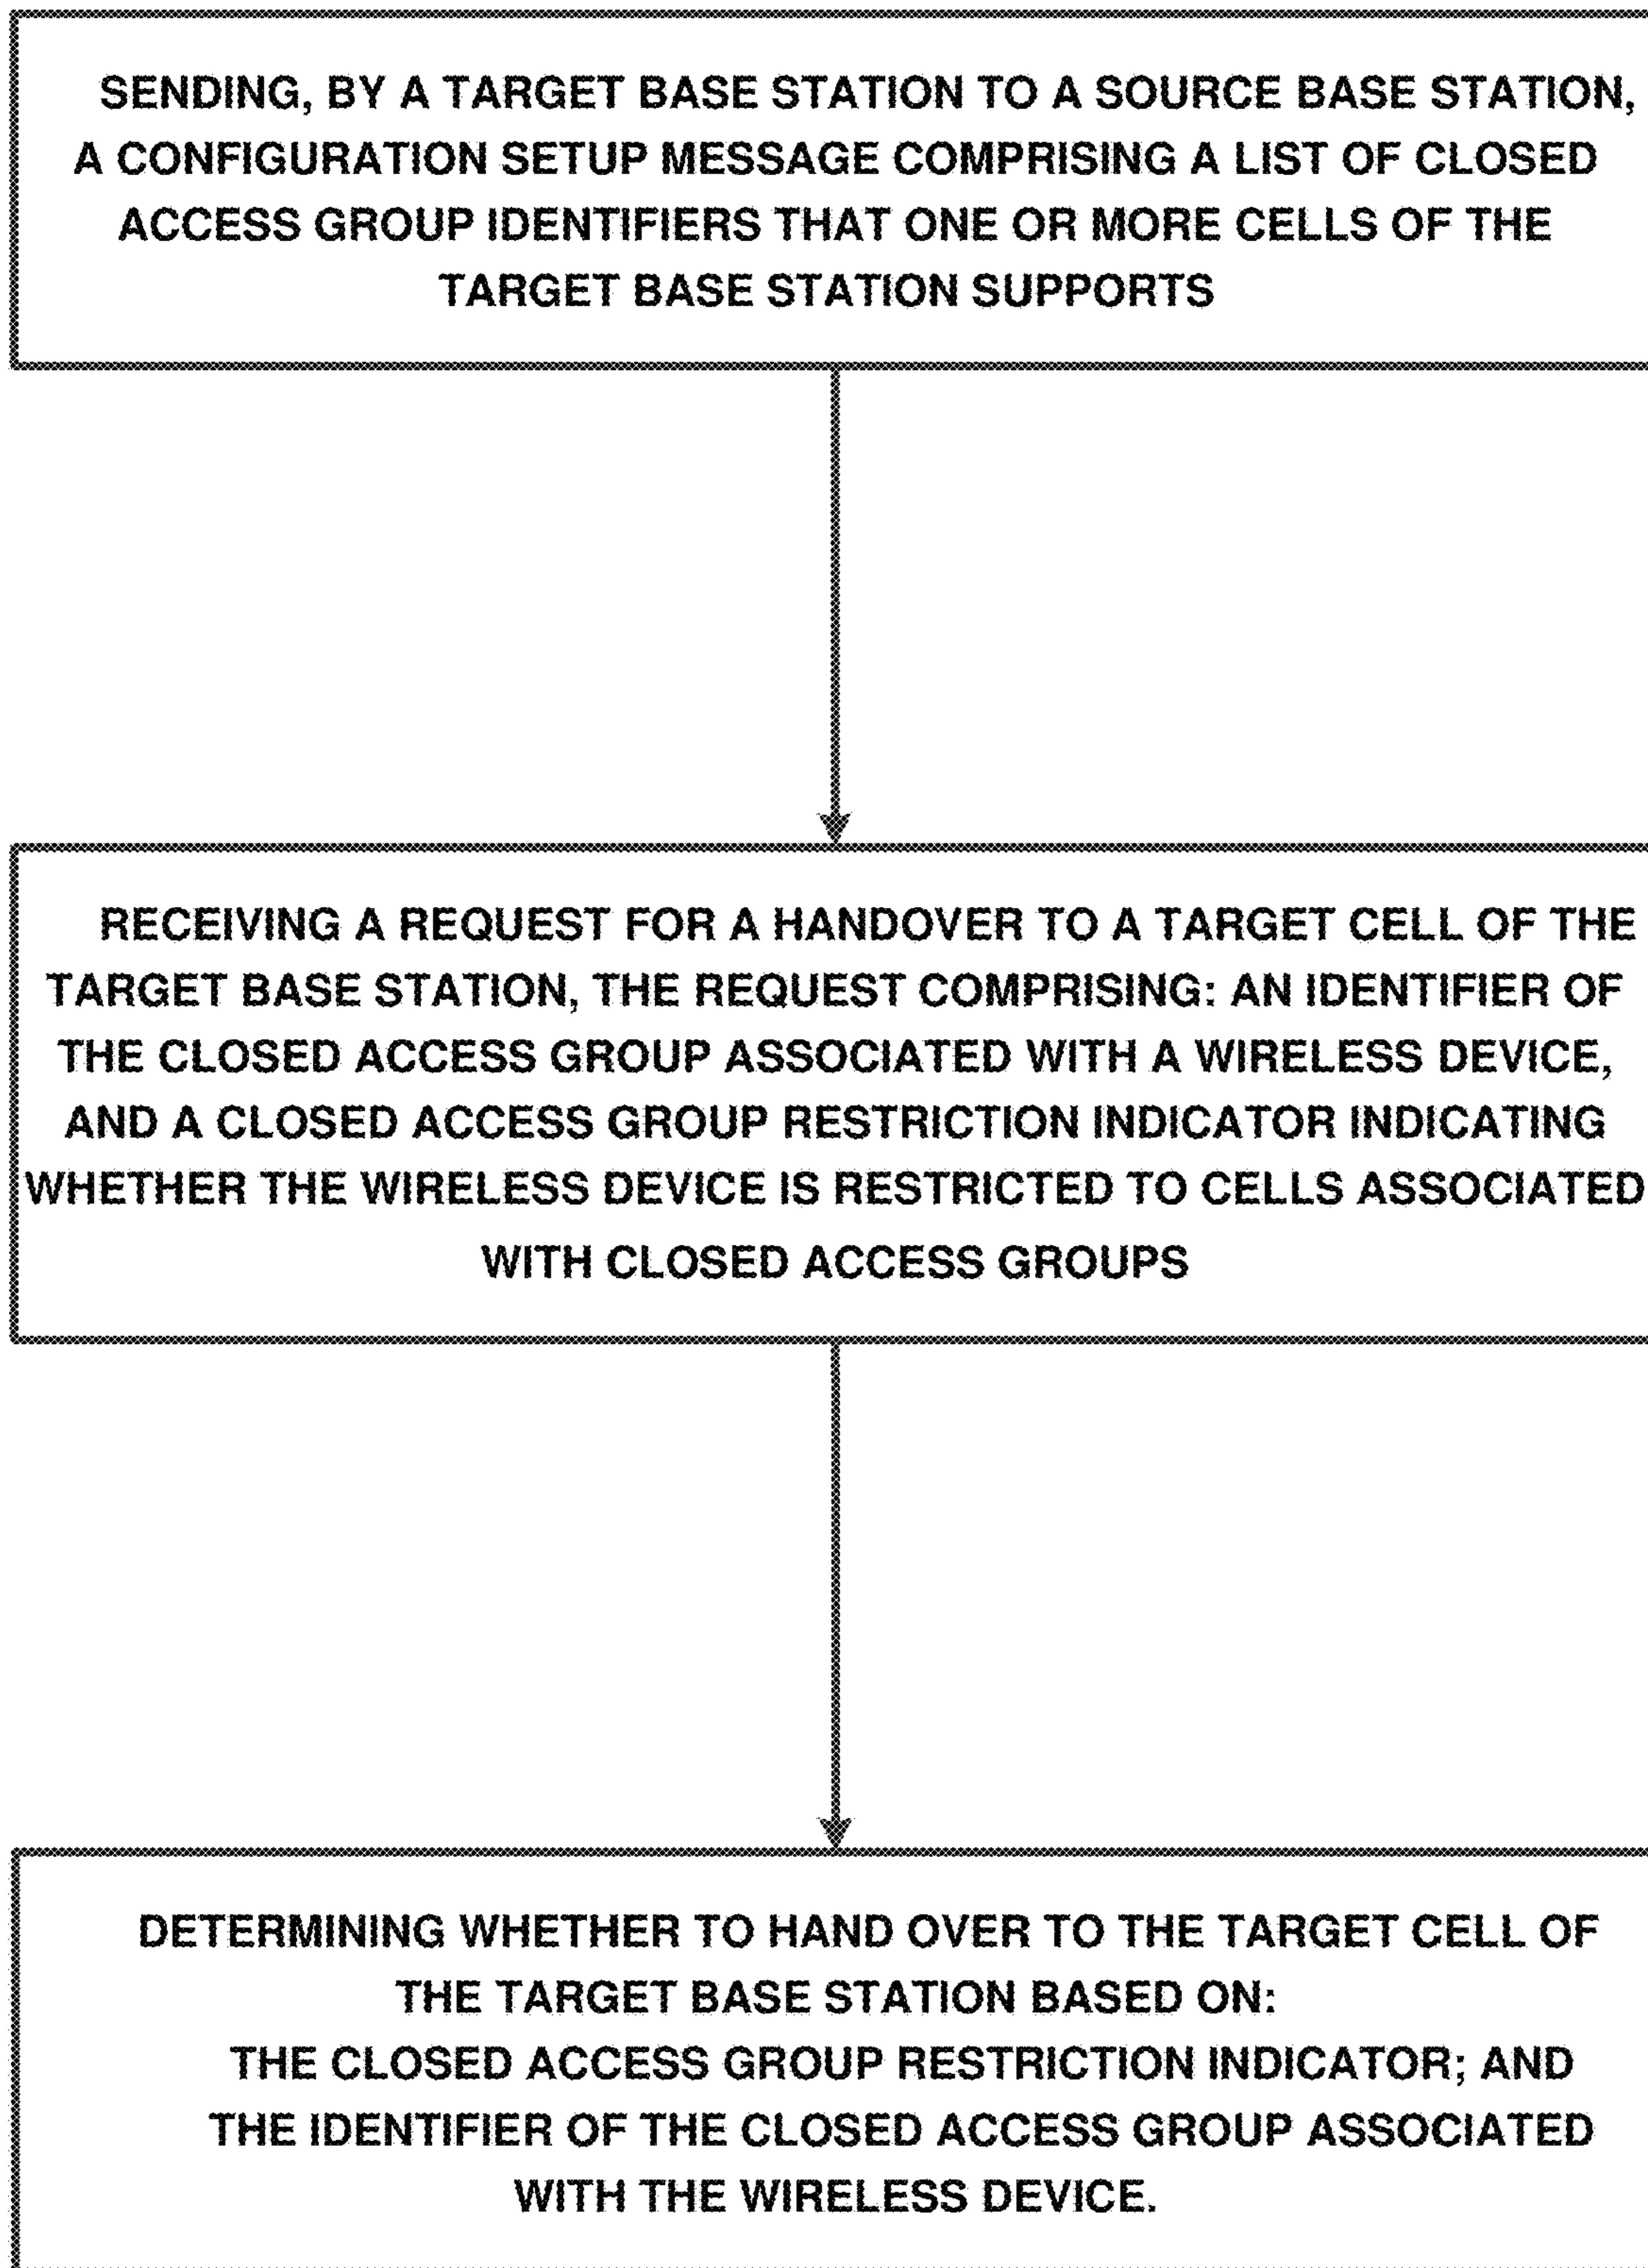 SENDING, BY A TARGET BASE STATION TO A SOURCE BASE STATION,
A CONFIGURATION SETUP MESSAGE COMPRISING A LIST OF CLOSED
ACCESS GROUP IDENTIFIERS THAT ONE OR MORE CELLS OF THE
TARGET BASE STATION SUPPORTS
RECEIVING A REQUEST FOR A HANDOVER TO A TARGET CELL OF THE
TARGET BASE STATION, THE REQUEST COMPRISING: AN IDENTIFIER OF
THE CLOSED ACCESS GROUP ASSOCIATED WITH A WIRELESS DEVICE,
AND A CLOSED ACCESS GROUP RESTRICTION INDICATOR INDICATING
WHETHER THE WIRELESS DEVICE IS RESTRICTED TO CELLS ASSOCIATED
WITH CLOSED ACCESS GROUPS
DETERMINING WHETHER TO HAND OVER TO THE TARGET CELL OF
THE TARGET BASE STATION BASED ON:
THE CLOSED ACCESS GROUP RESTRICTION INDICATOR; AND
THE IDENTIFIER OF THE CLOSED ACCESS GROUP ASSOCIATED
WITH THE WIRELESS DEVICE.